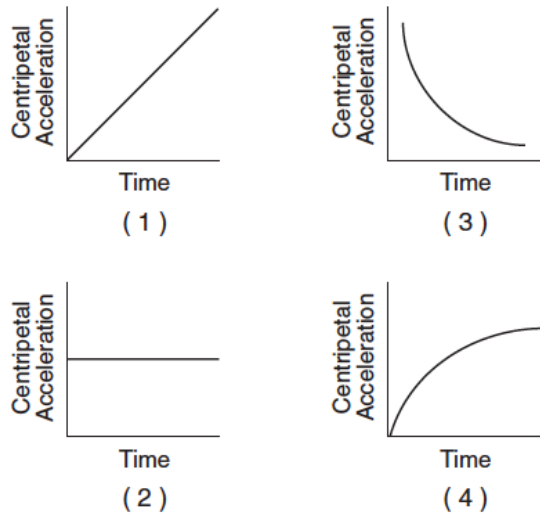 Centripetal
Acceleration
Time
( 1 )
Centripetal
Acceleration
Time
( 3 )
Centripetal
Acceleration
Time
( 2 )
Centripetal
Acceleration
Time
( 4 )